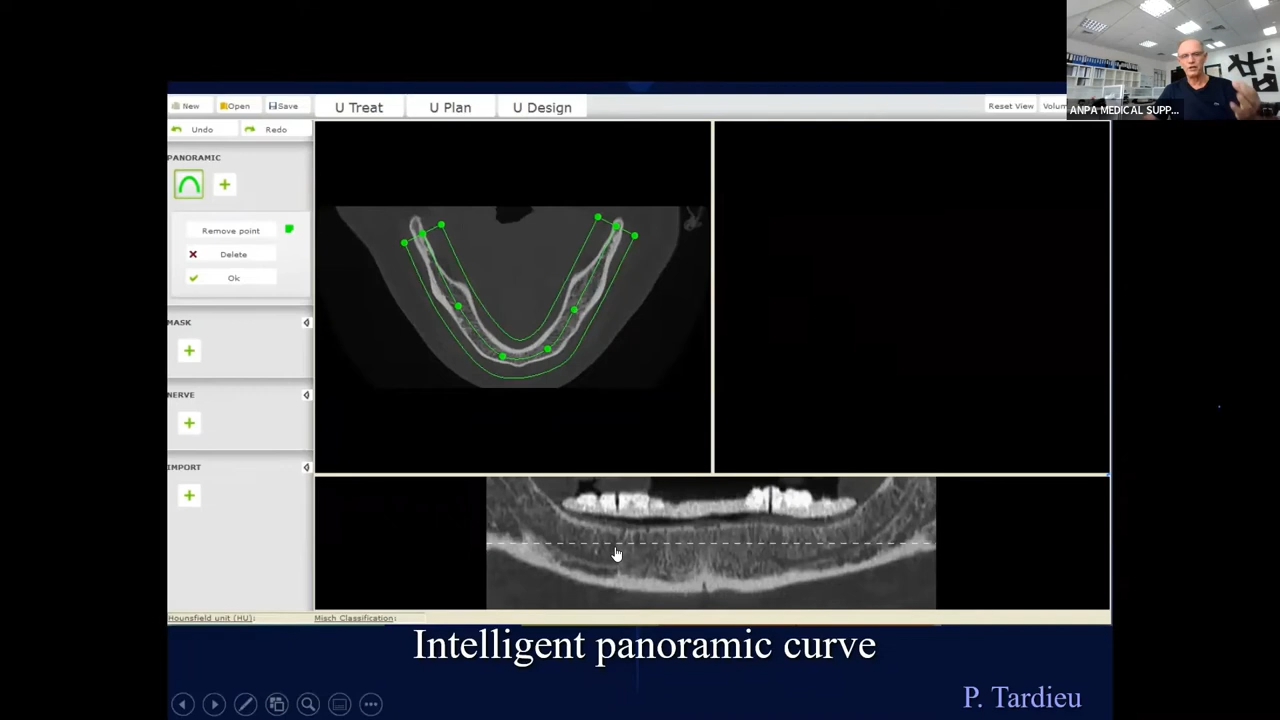 ANPA MEDICAL SUPP...
New Open Save U Treat U Plan U Design Reset View Volum
Undo Redo
PANORAMIC
Remove point
Delete
Ok
MASK
NERVE
IMPORT
Hounsfield unit (HU): Misch Classification:
Intelligent panoramic curve
P. Tardieu